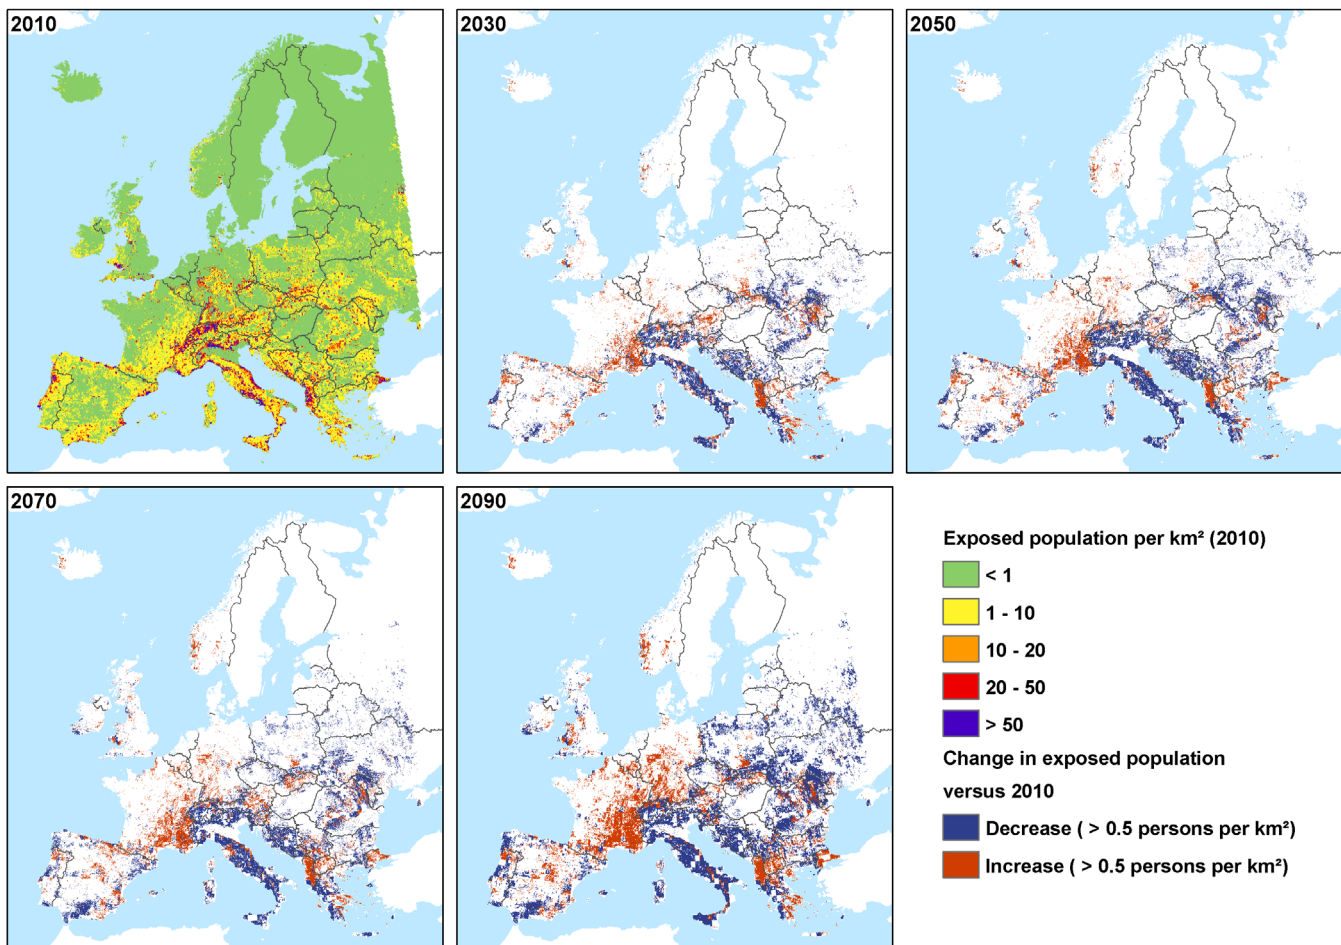 2010
2030
2050
2070
2090
Exposed population per km² (2010)
< 1
1 - 10
10 - 20
20 - 50
> 50
Change in exposed population
versus 2010
Decrease ( > 0.5 persons per km²)
Increase ( > 0.5 persons per km²)